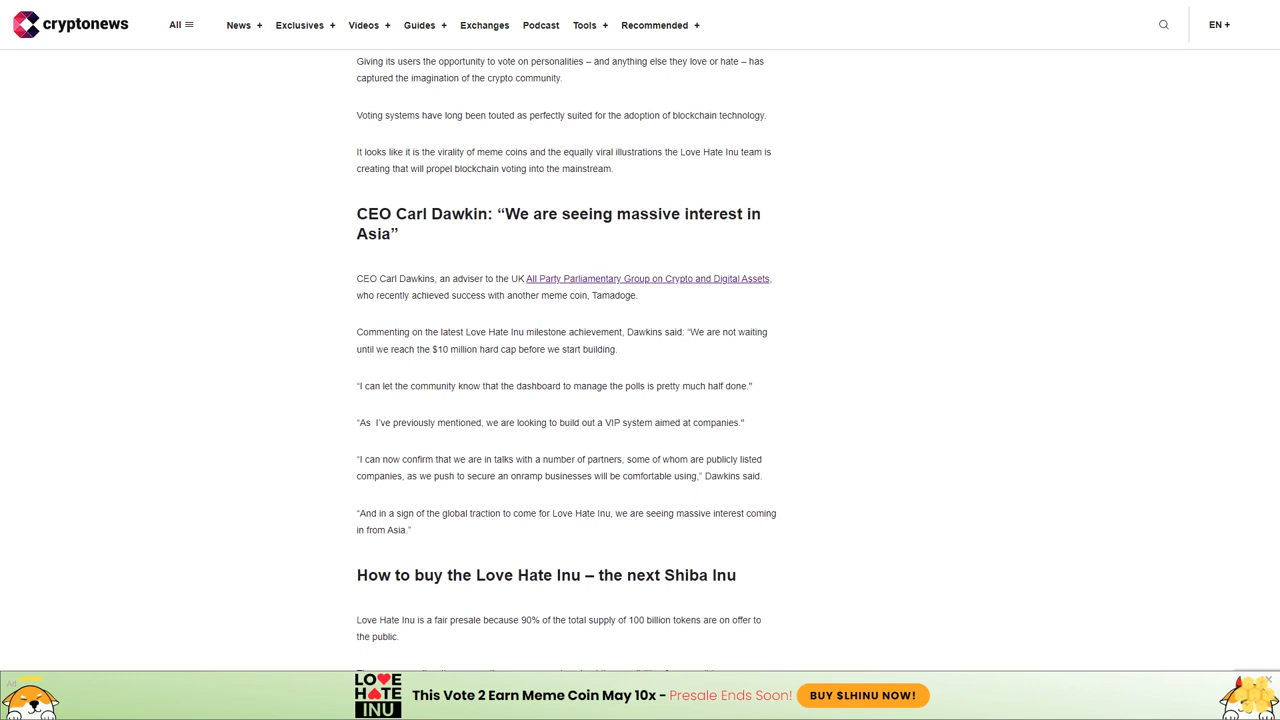 cryptonews
All
News +
Exclusives +
Videos +
Guides +
Exchanges
Podcast
Tools +
Recommended +
EN +
Giving its users the opportunity to vote on personalities – and anything else they love or hate – has
captured the imagination of the crypto community.
Voting systems have long been touted as perfectly suited for the adoption of blockchain technology.
It looks like it is the virality of meme coins and the equally viral illustrations the Love Hate Inu team is
creating that will propel blockchain voting into the mainstream.
CEO Carl Dawkin: “We are seeing massive interest in
Asia”
CEO Carl Dawkins, an adviser to the UK All Party Parliamentary Group on Crypto and Digital Assets,
who recently achieved success with another meme coin, Tamadoge.
Commenting on the latest Love Hate Inu milestone achievement, Dawkins said: “We are not waiting
until we reach the $10 million hard cap before we start building.
“I can let the community know that the dashboard to manage the polls is pretty much half done."
“As  I’ve previously mentioned, we are looking to build out a VIP system aimed at companies."
“I can now confirm that we are in talks with a number of partners, some of whom are publicly listed
companies, as we push to secure an onramp businesses will be comfortable using,” Dawkins said.
“And in a sign of the global traction to come for Love Hate Inu, we are seeing massive interest coming
in from Asia.”
How to buy the Love Hate Inu – the next Shiba Inu
Love Hate Inu is a fair presale because 90% of the total supply of 100 billion tokens are on offer to
the public.
Ad
LOVE
HATE
INU
This Vote 2 Earn Meme Coin May 10x - Presale Ends Soon!
BUY $LHINU NOW!